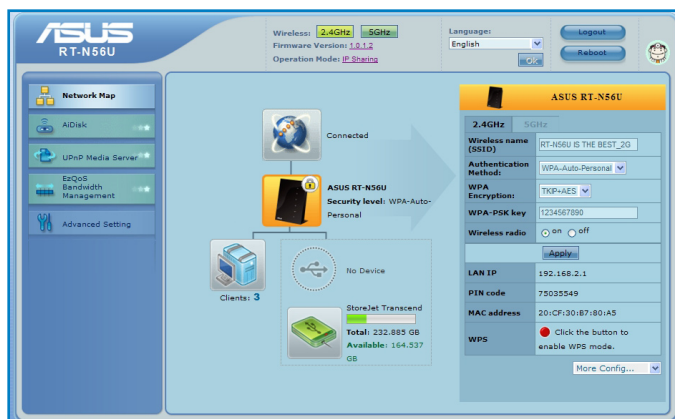 ASUS
RT-N56U
Wireless: 2.4GHz 5GHz
Firmware Version: 1.0.1.2
Operation Mode: IP Sharing
Language:
English
ok
Logout
Reboot
Network Map
AiDisk
UPnP Media Server
EzQoS
Bandwidth
Management
Advanced Setting
Connected
ASUS RT-N56U
Security level: WPA-Auto-
Personal
Clients: 3
No Device
StoreJet Transcend
Total: 232.885 GB
Available: 164.537
GB
ASUS RT-N56U
2.4GHz 5GHz
Wireless name
(SSID) RT-N56U IS THE BEST_2G
Authentication
Method: WPA-Auto-Personal
WPA
Encryption: TKIP+AES
WPA-PSK key 1234567890
Wireless radio on off
Apply
LAN IP 192.168.2.1
PIN code 75035549
MAC address 20:CF:30:B7:80:A5
WPS Click the button to
enable WPS mode.
More Config...